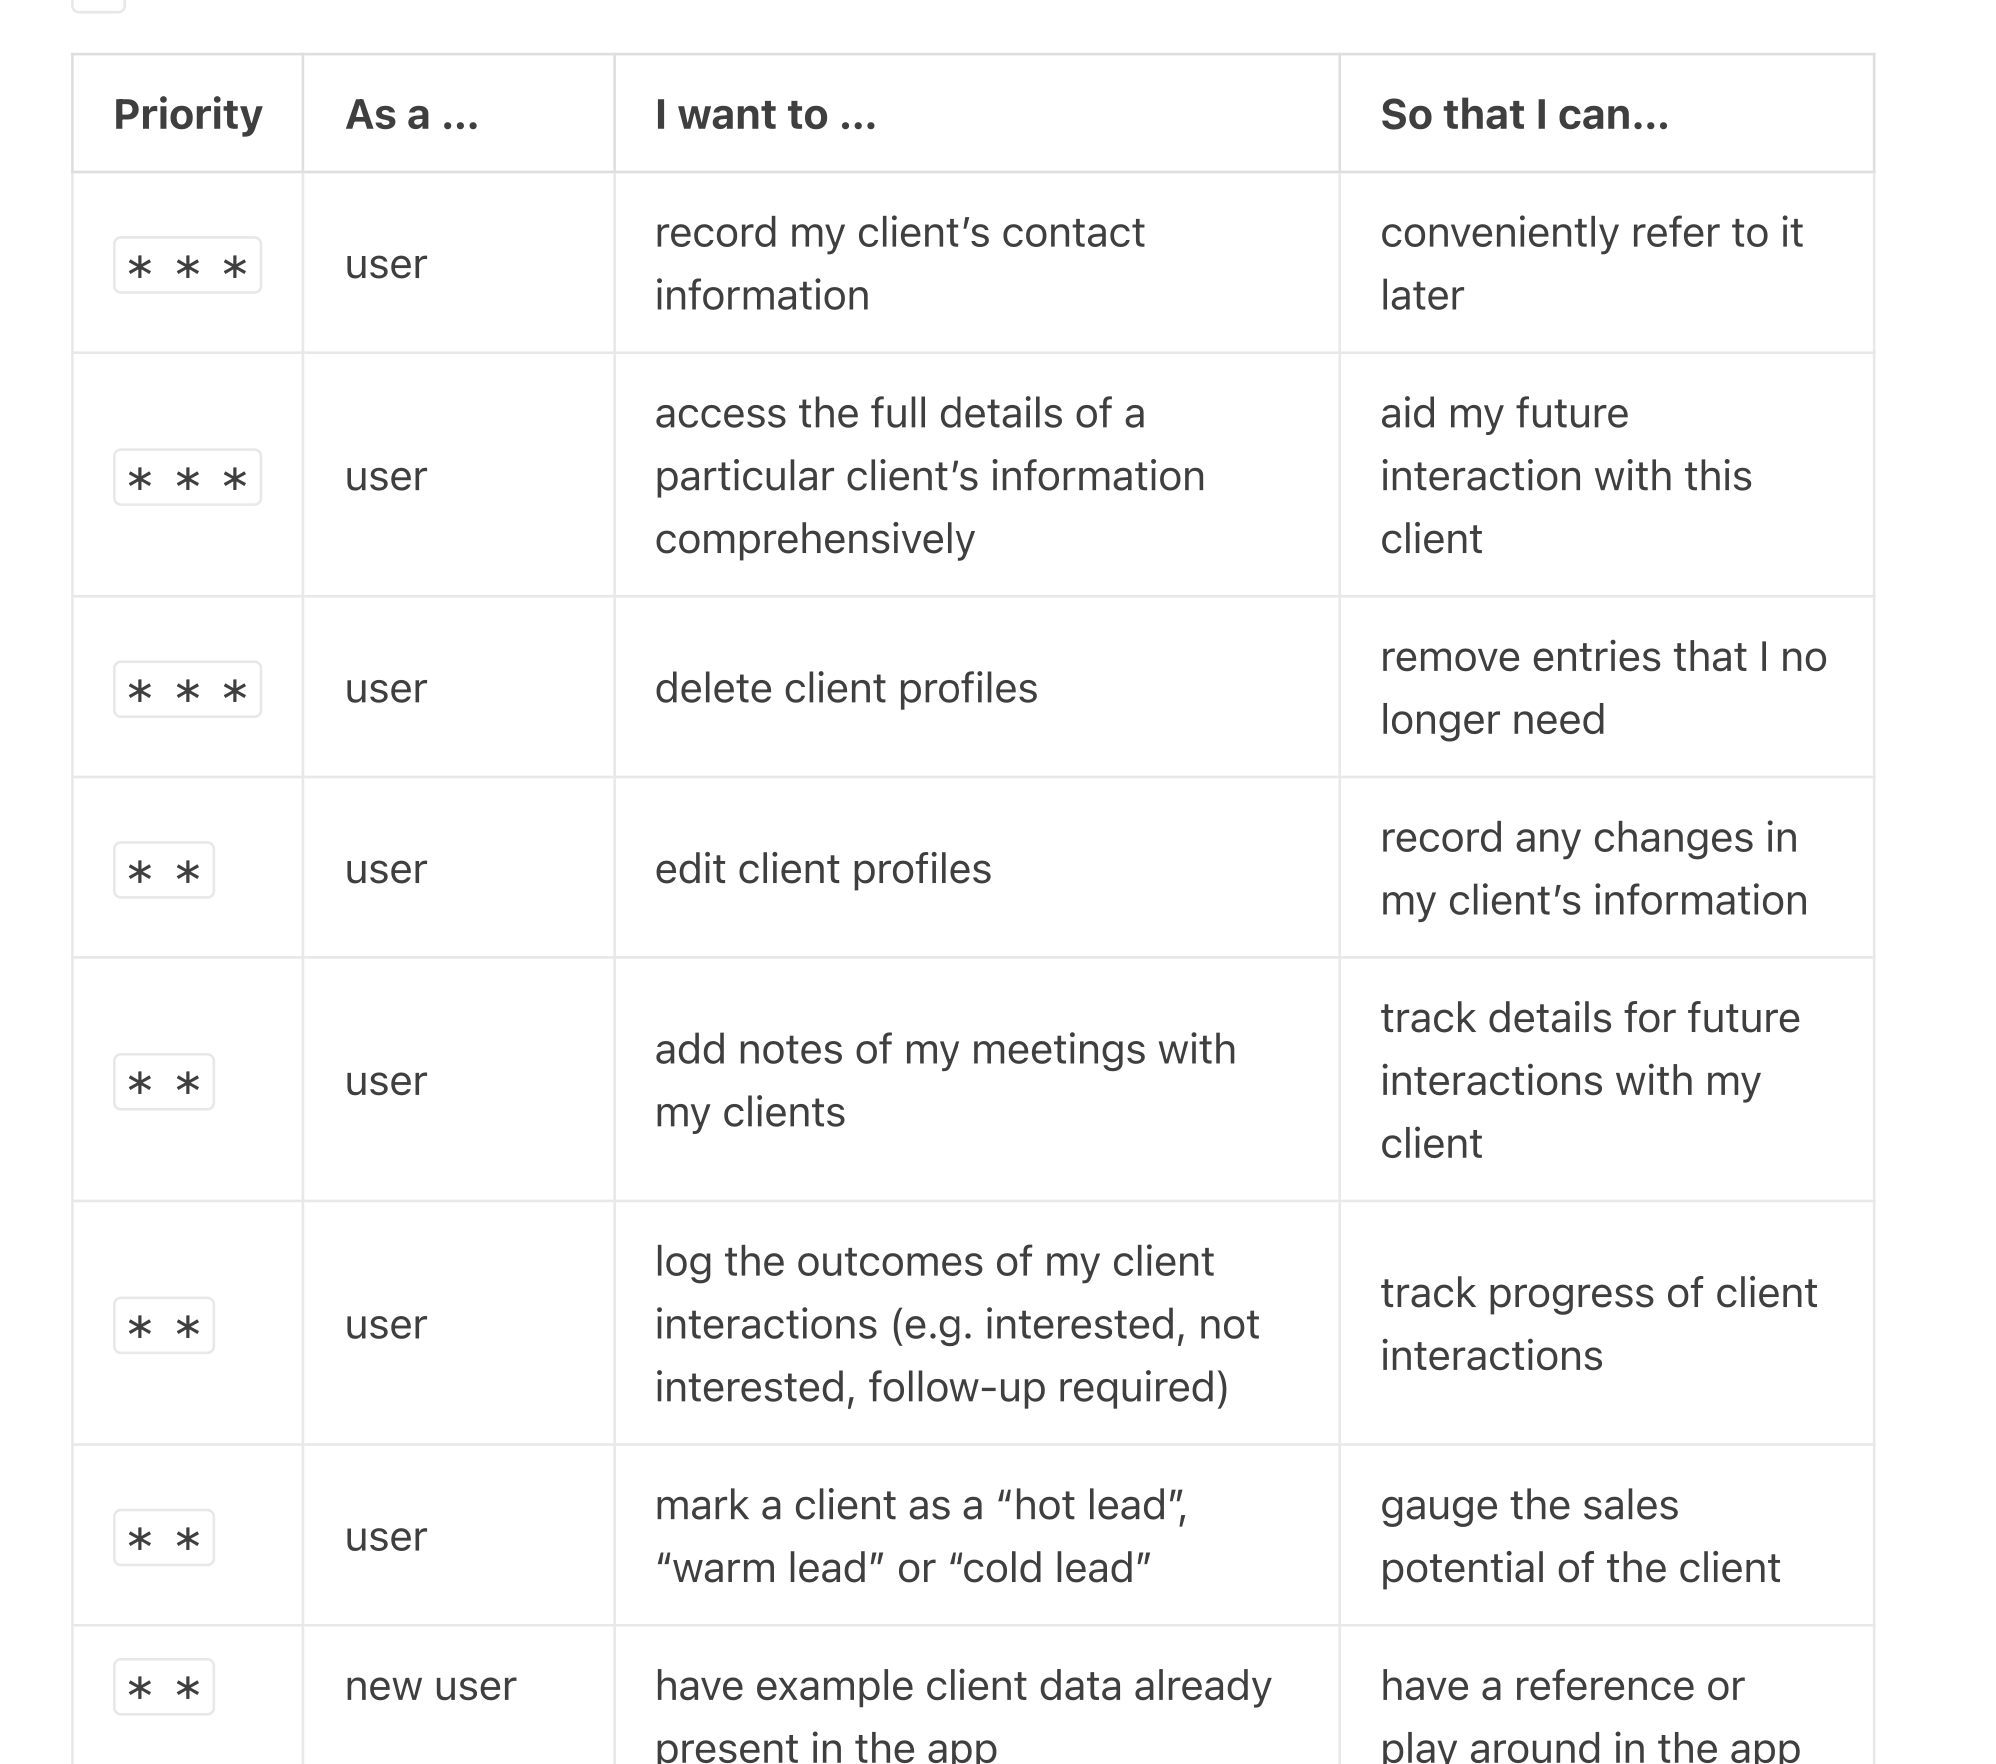 Priority As a ... I want to ... So that I can...
* * * user record my client’s contact information conveniently refer to it later
* * * user access the full details of a particular client’s information comprehensively aid my future interaction with this client
* * * user delete client profiles remove entries that I no longer need
* * user edit client profiles record any changes in my client’s information
* * user add notes of my meetings with my clients track details for future interactions with my client
* * user log the outcomes of my client interactions (e.g. interested, not interested, follow-up required) track progress of client interactions
* * user mark a client as a “hot lead”, “warm lead” or “cold lead” gauge the sales potential of the client
* * new user have example client data already present in the app have a reference or play around in the app